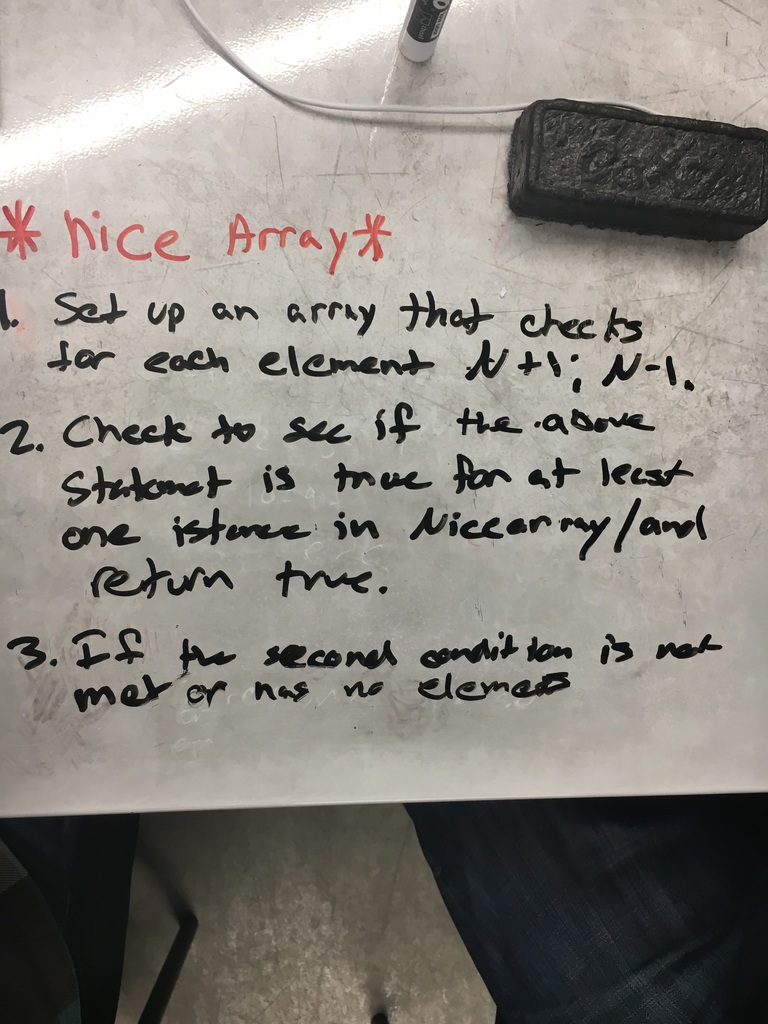 * Nice Array *
1. Set up an array that checks
for each element N+1; N-1.
2. Check to see if the above
Statemet is true for at least
one istance in Nicearray/and
return true.
3. If the second condition is not
met or has no elements